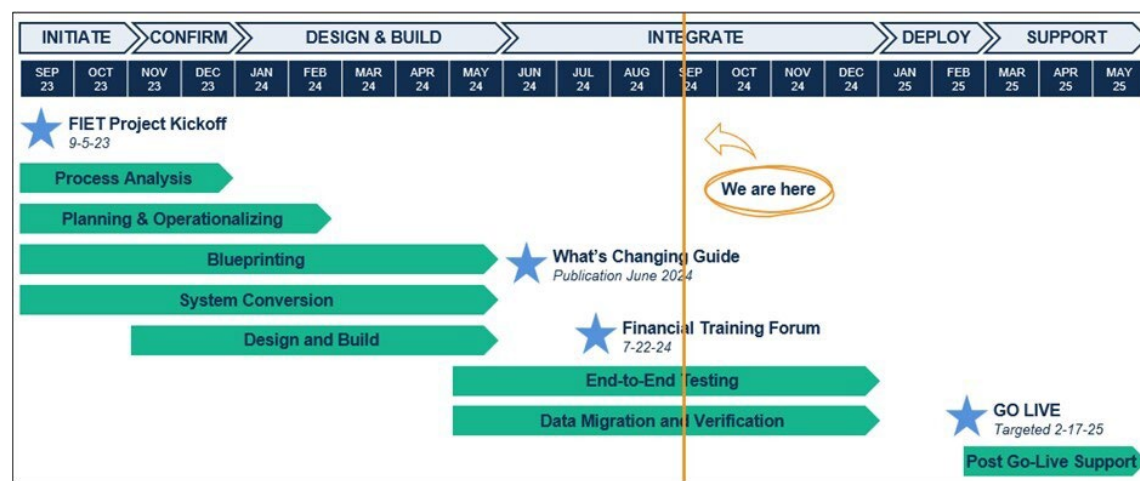 INITIATE CONFIRM DESIGN & BUILD INTEGRATE DEPLOY SUPPORT
SEP OCT NOV DEC JAN FEB MAR APR MAY JUN JUL AUG SEP OCT NOV DEC JAN FEB MAR APR MAY
23 23 23 23 24 24 24 24 24 24 24 24 24 24 24 24 25 25 25 25 25
FIET Project Kickoff
9-5-23
Process Analysis
We are here
Planning & Operationalizing
Blueprinting
What's Changing Guide
Publication June 2024
System Conversion
Design and Build
Financial Training Forum
7-22-24
End-to-End Testing
Data Migration and Verification
GO LIVE
Targeted 2-17-25
Post Go-Live Support